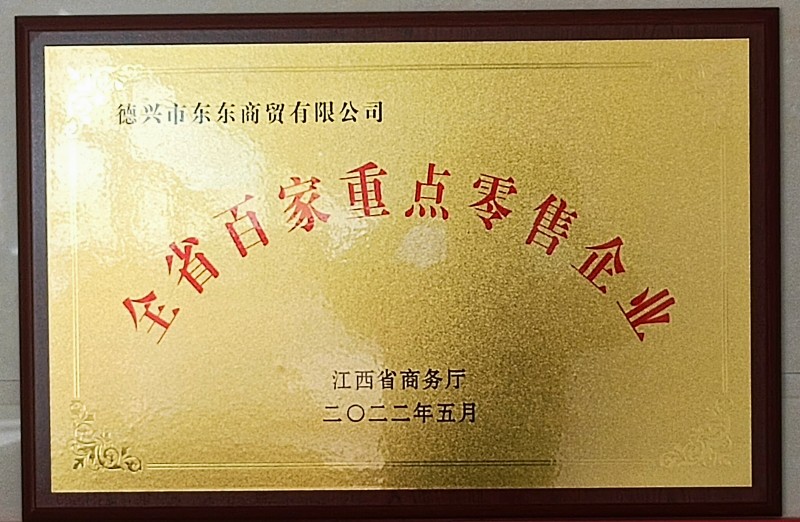 德兴市东东商贸有限公司
全省百家重点零售企业
江西省商务厅
二〇二二年五月